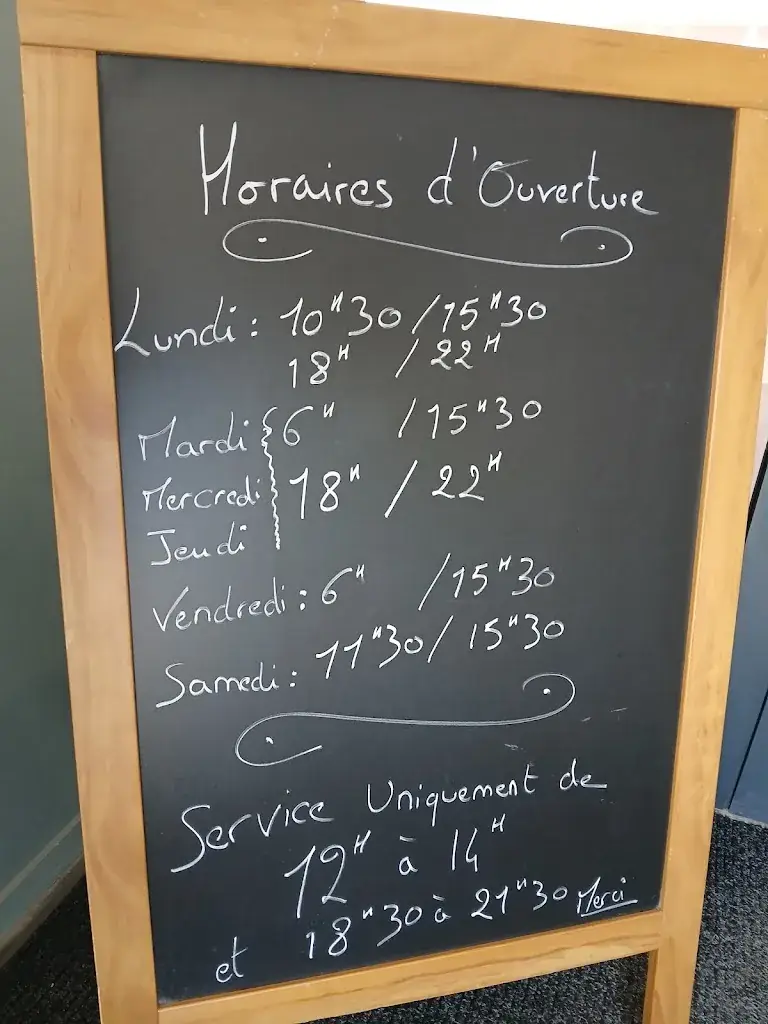 Horaires d'Ouverture
Lundi : 10H30 / 15H30
18H / 22H
Mardi { 6H / 15H30
Mercredi 18H / 22H
Jeudi
Vendredi : 6H / 15H30
Samedi : 11H30 / 15H30
Service Uniquement de
12H à 14H
et 18H30 à 21H30 Merci